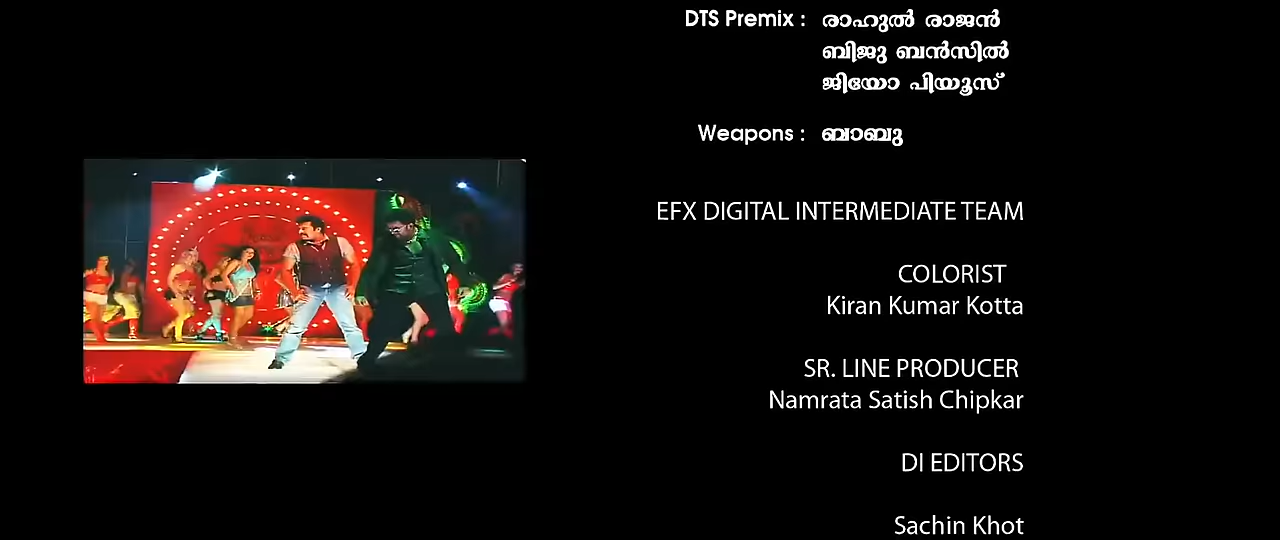 DTS Premix : രാഹുൽ രാജൻ
ബിജു ബൻസിൽ
ജിയോ പിയൂസ്
Weapons : ബാബു
EFX DIGITAL INTERMEDIATE TEAM
COLORIST
Kiran Kumar Kotta
SR. LINE PRODUCER
Namrata Satish Chipkar
DI EDITORS
Sachin Khot